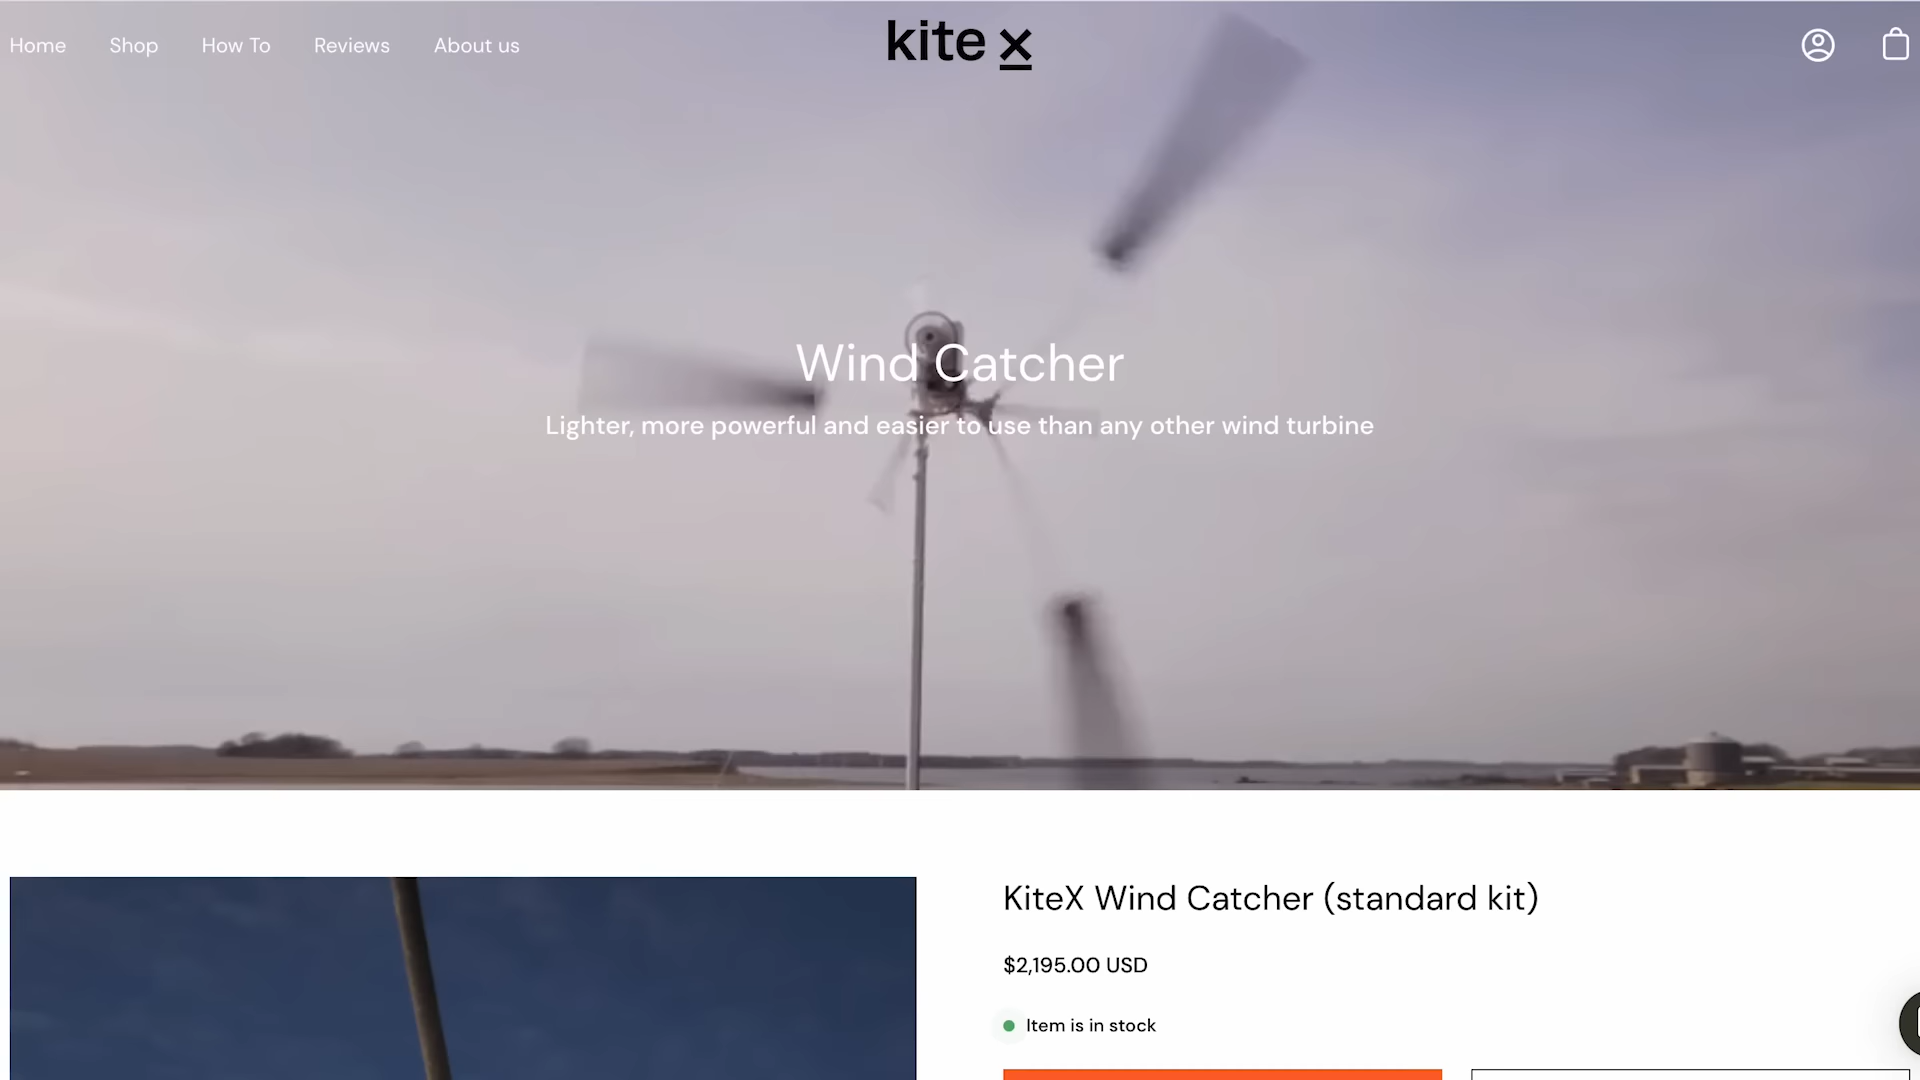 Home Shop How To Reviews About us
kite x
Wind Catcher
Lighter, more powerful and easier to use than any other wind turbine
KiteX Wind Catcher (standard kit)
$2,195.00 USD
Item is in stock